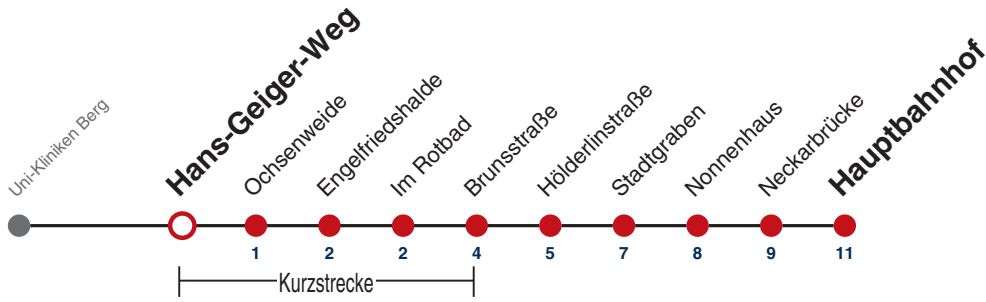 Uni-Kliniken Berg
Hans-Geiger-Weg
Ochsenweide
Engelfriedshalde
Im Rotbad
Brunsstraße
Hölderlinstraße
Stadtgraben
Nonnenhaus
Neckarbrücke
Hauptbahnhof
1 2 2 4 5 7 8 9 11
Kurzstrecke